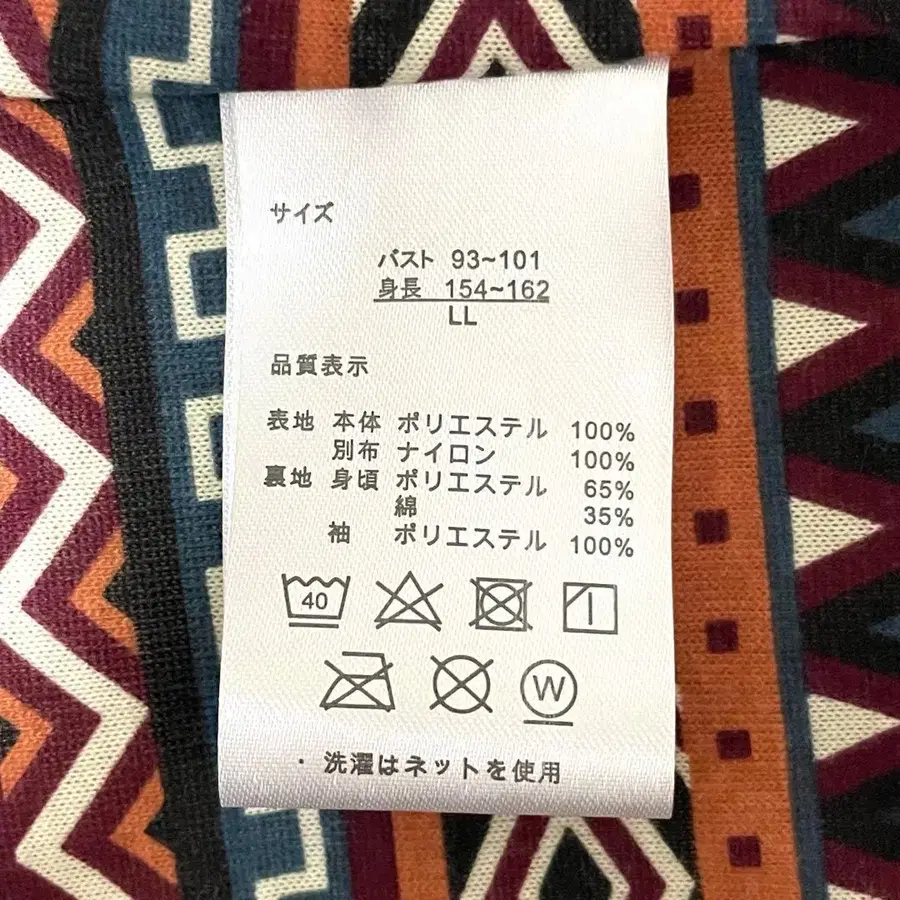 サイズ
バスト 93~101
身長 154~162
LL
品質表示
表地 本体 ポリエステル 100%
別布 ナイロン 100%
裏地 身頃 ポリエステル 65%
綿 35%
袖 ポリエステル 100%
40
W
・洗濯はネットを使用